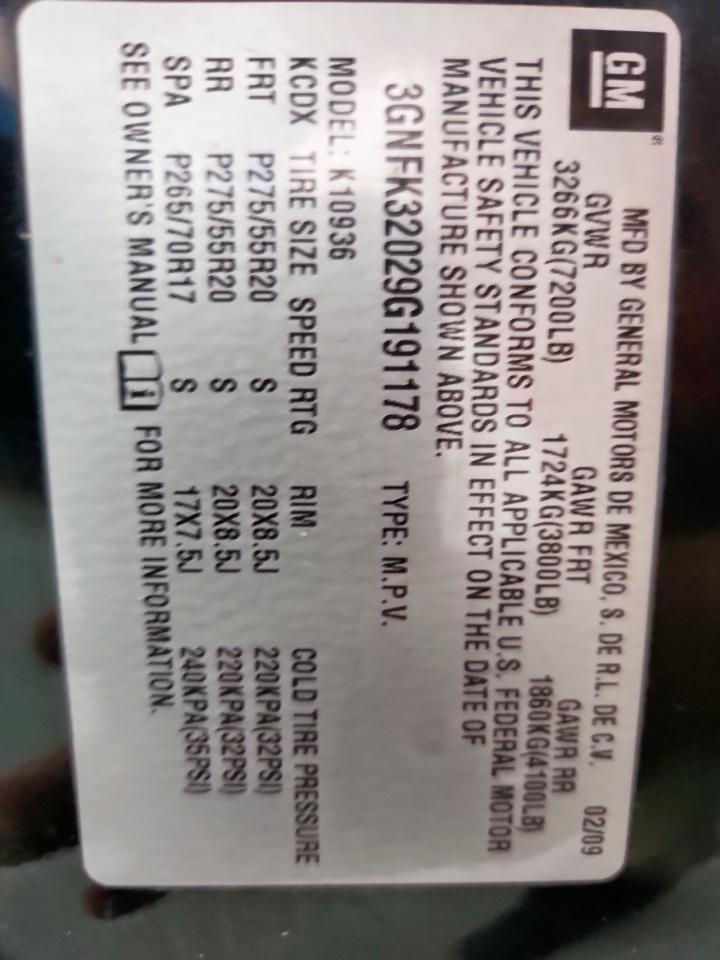 GM
MFD BY GENERAL MOTORS DE MEXICO, S. DE R.L. DE C.V. 02/09
GVWR GAWR FRT GAWR RR
3266KG(7200LB) 1724KG(3800LB) 1860KG(4100LB)
THIS VEHICLE CONFORMS TO ALL APPLICABLE U.S. FEDERAL MOTOR
VEHICLE SAFETY STANDARDS IN EFFECT ON THE DATE OF
MANUFACTURE SHOWN ABOVE.
3GNFK32029G191178 TYPE: M.P.V.
MODEL: K10936
KCDX TIRE SIZE SPEED RTG RIM COLD TIRE PRESSURE
FRT P275/55R20 S 20X8.5J 220KPA(32PSI)
RR P275/55R20 S 20X8.5J 220KPA(32PSI)
SPA P265/70R17 S 17X7.5J 240KPA(35PSI)
SEE OWNER'S MANUAL i FOR MORE INFORMATION.